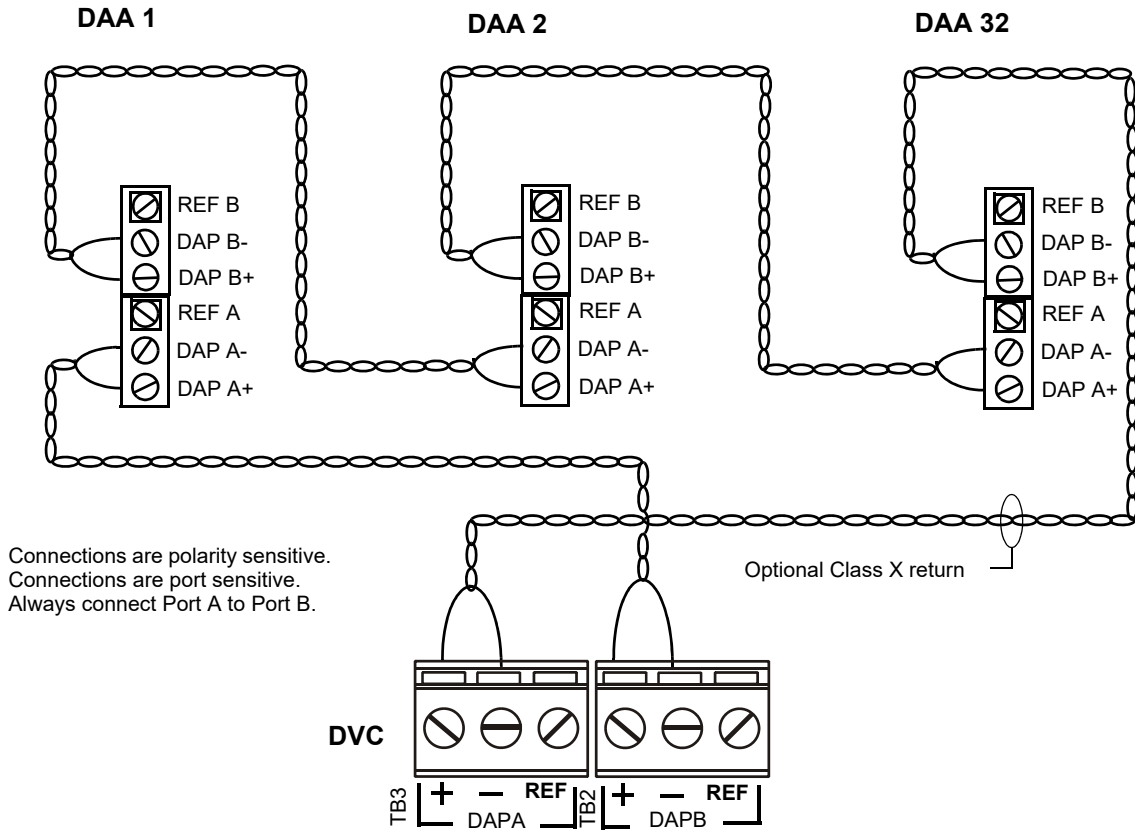 DAA 1
DAA 2
DAA 32
REF B
DAP B-
DAP B+
REF A
DAP A-
DAP A+
REF B
DAP B-
DAP B+
REF A
DAP A-
DAP A+
REF B
DAP B-
DAP B+
REF A
DAP A-
DAP A+
Connections are polarity sensitive.
Connections are port sensitive.
Always connect Port A to Port B.
Optional Class X return
DVC
TB3
+ – REF
DAPA
TB2
+ – REF
DAPB